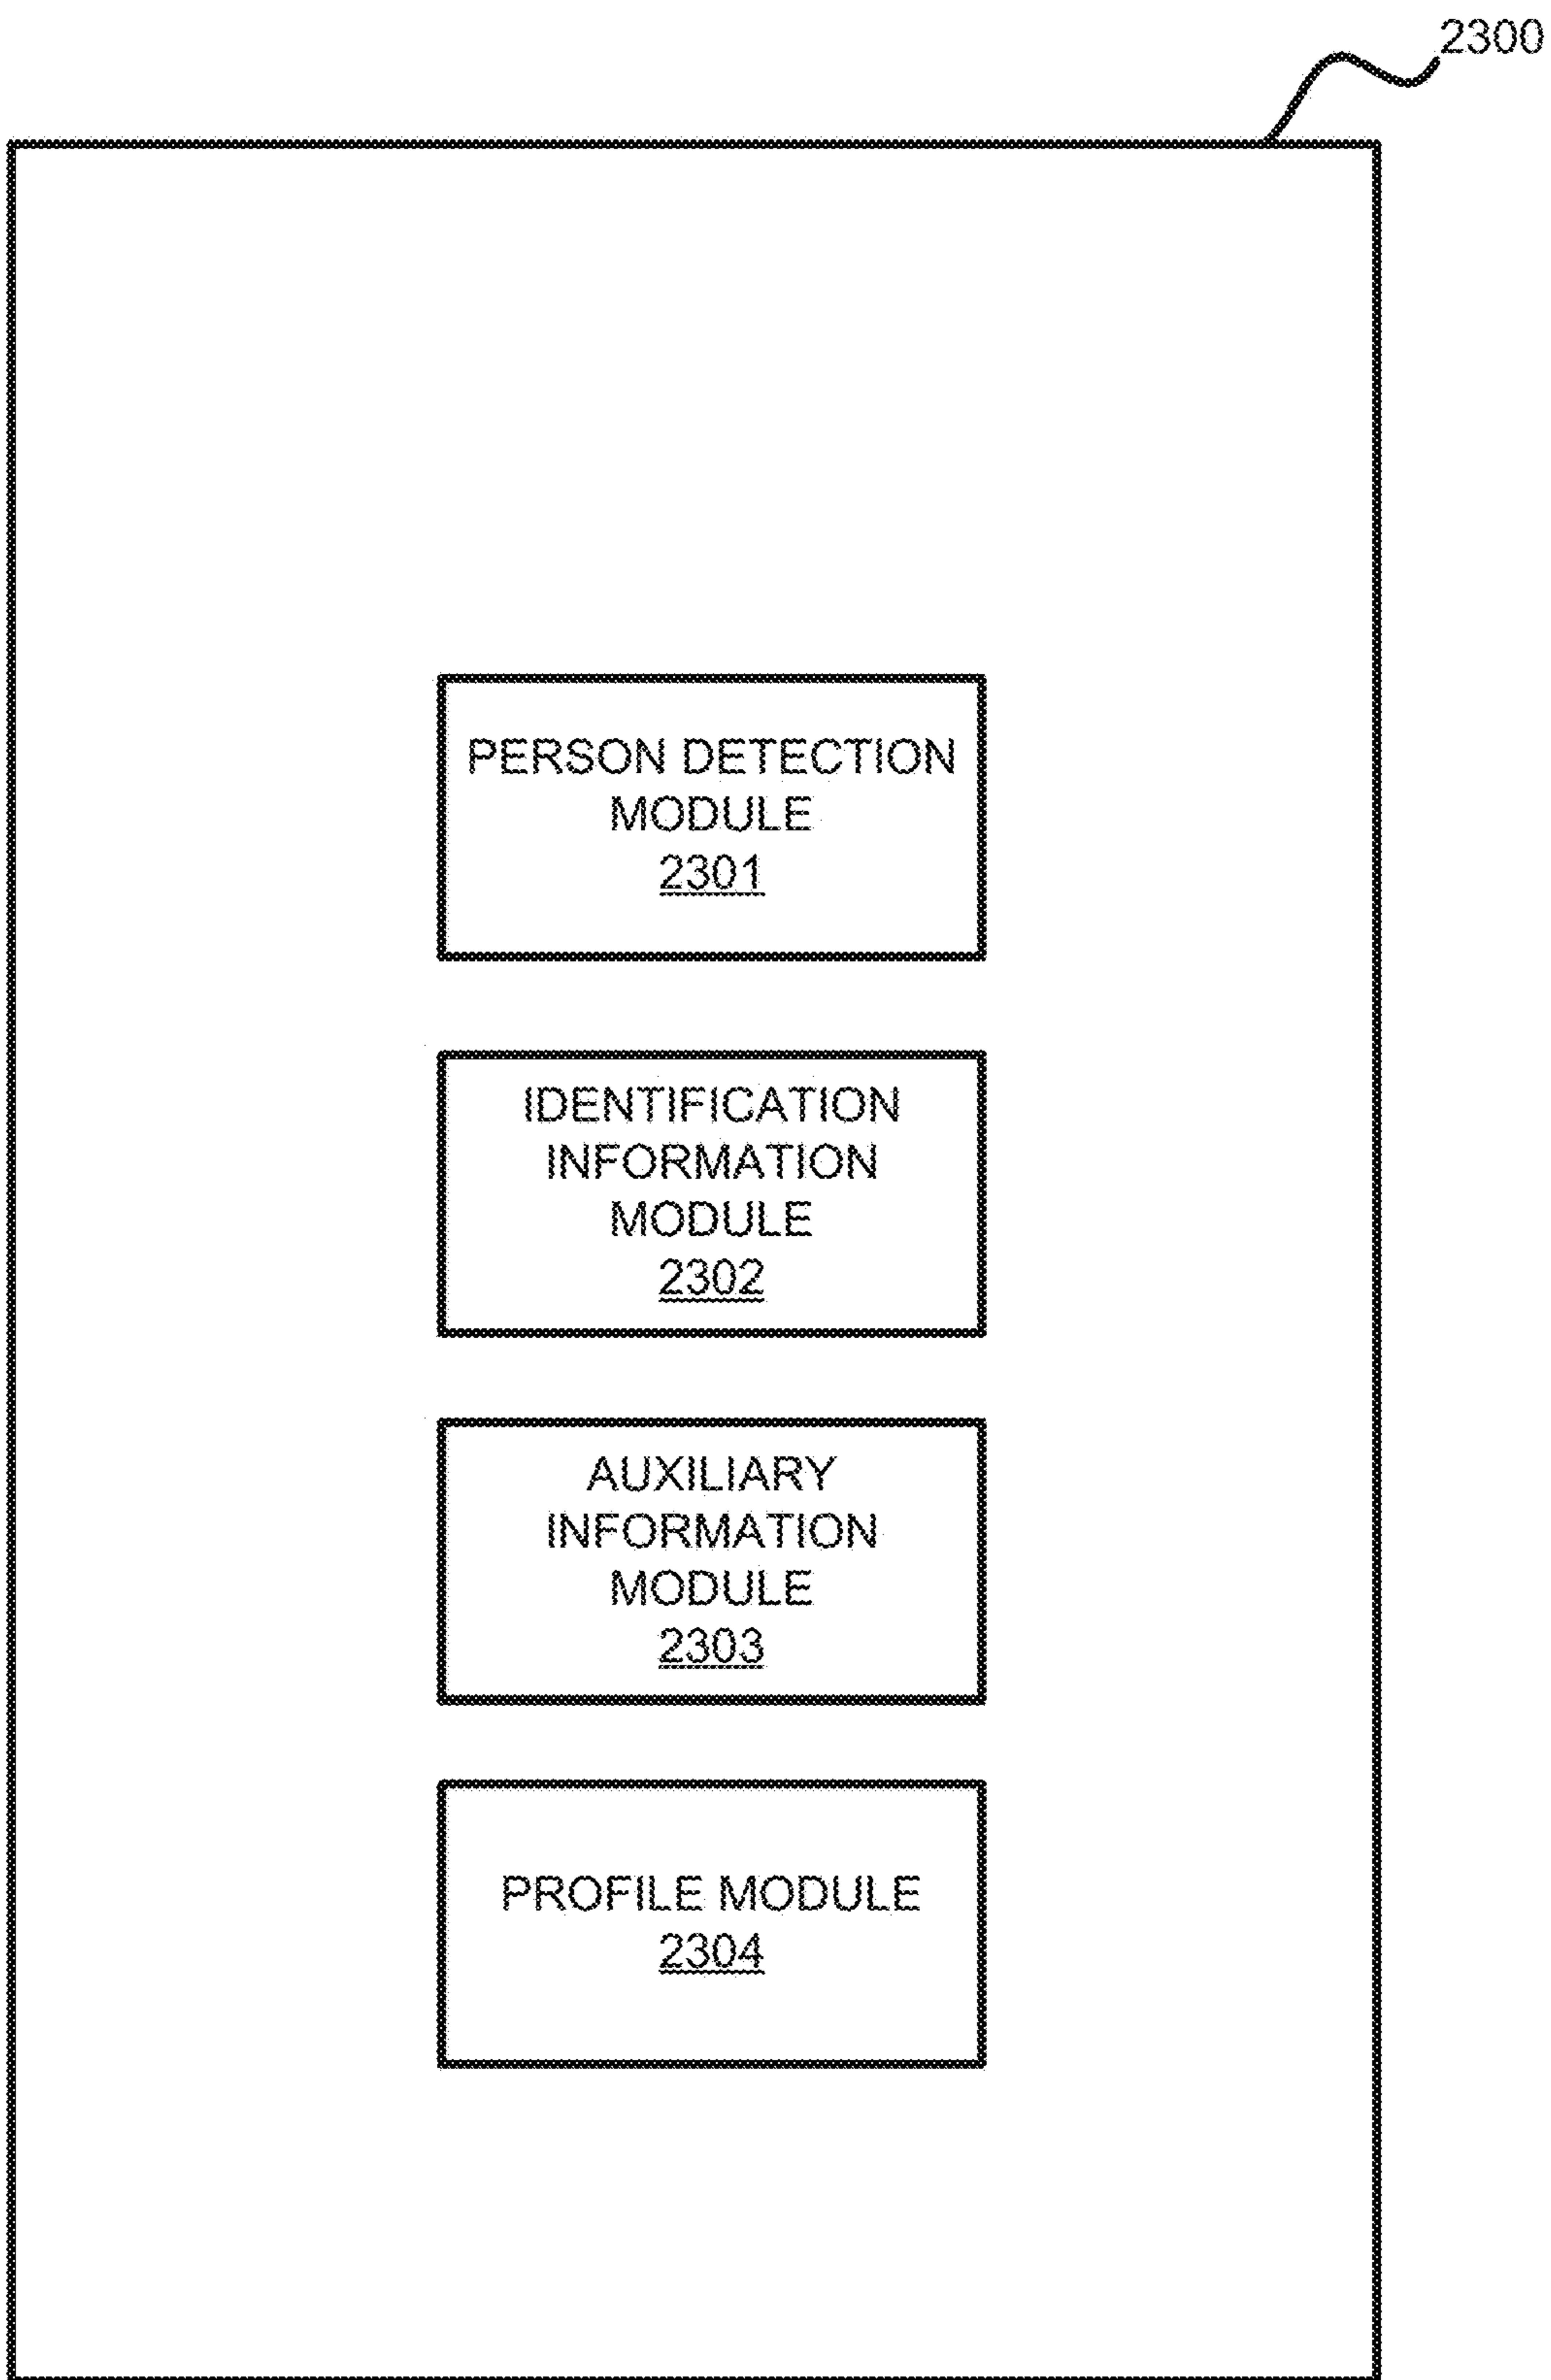 2300
PERSON DETECTION
MODULE
2301
IDENTIFICATION
INFORMATION
MODULE
2302
AUXILIARY
INFORMATION
MODULE
2303
PROFILE MODULE
2304